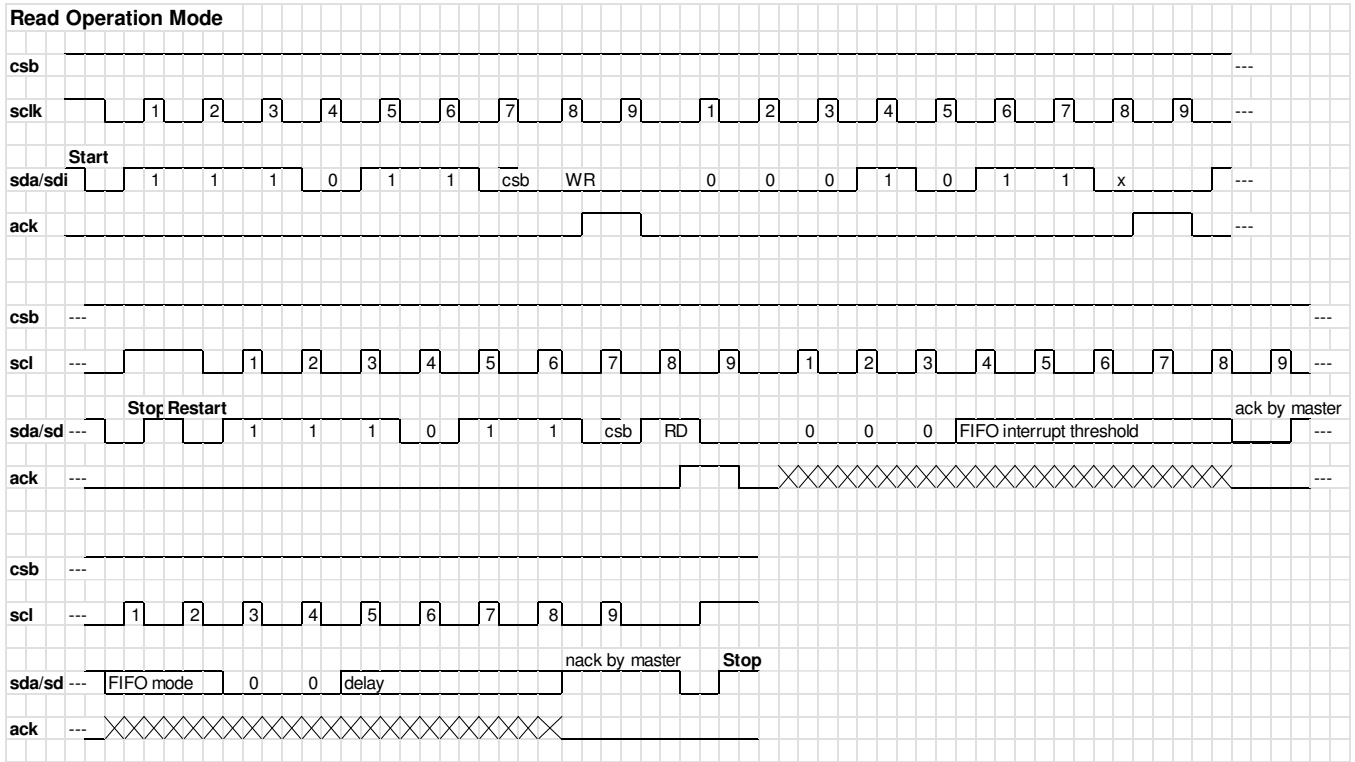 Read Operation Mode
csb ---
sclk 1 2 3 4 5 6 7 8 9 1 2 3 4 5 6 7 8 9 ---
Start
sda/sdi 1 1 1 0 1 1 csb WR 0 0 0 1 0 1 1 x ---
ack ---
csb --- ---
scl --- 1 2 3 4 5 6 7 8 9 1 2 3 4 5 6 7 8 9 ---
Stop Restart ack by master
sda/sd --- 1 1 1 0 1 1 csb RD 0 0 0 FIFO interrupt threshold ---
ack --- ---
csb ---
scl --- 1 2 3 4 5 6 7 8 9
nack by master Stop
sda/sd --- FIFO mode 0 0 delay
ack ---